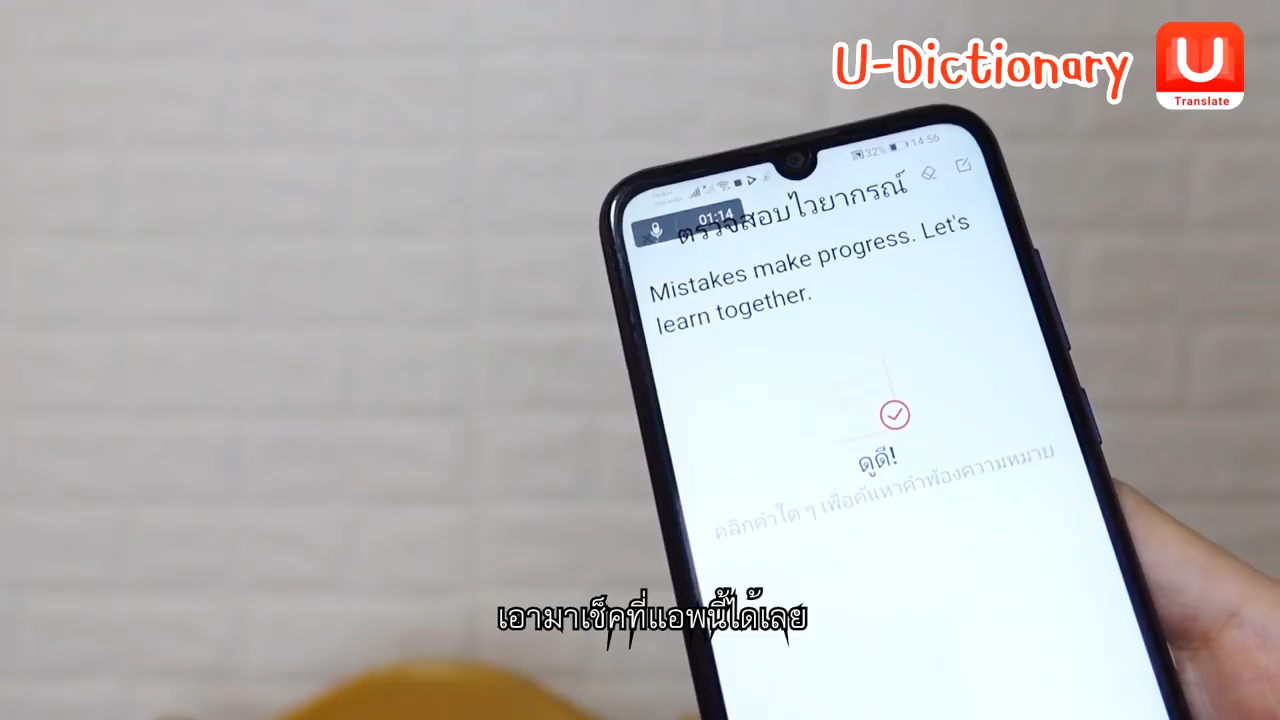 U-Dictionary
U
Translate
32% 14:56
01:14
ตรวจสอบไวยากรณ์
Mistakes make progress. Let's
learn together.
ดูดี!
คลิกคำใด ๆ เพื่อค้นหาคำพ้องความหมาย
เอามาเช็คที่แอพนี้ได้เลย